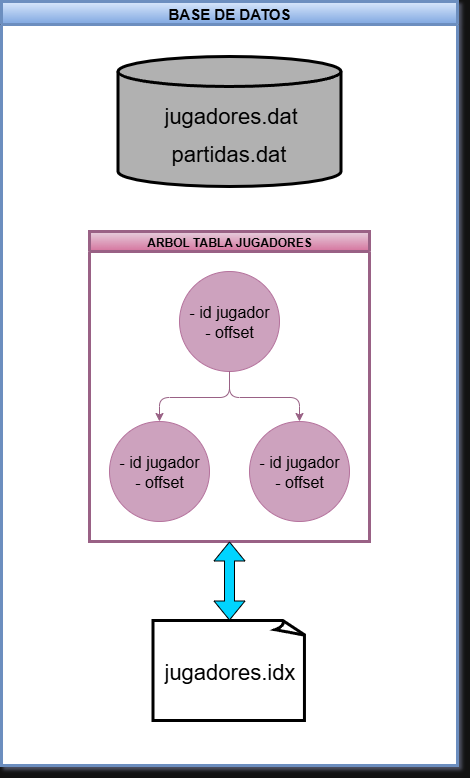 BASE DE DATOS
jugadores.dat
partidas.dat
ARBOL TABLA JUGADORES
- id jugador
- offset
- id jugador
- offset
- id jugador
- offset
jugadores.idx